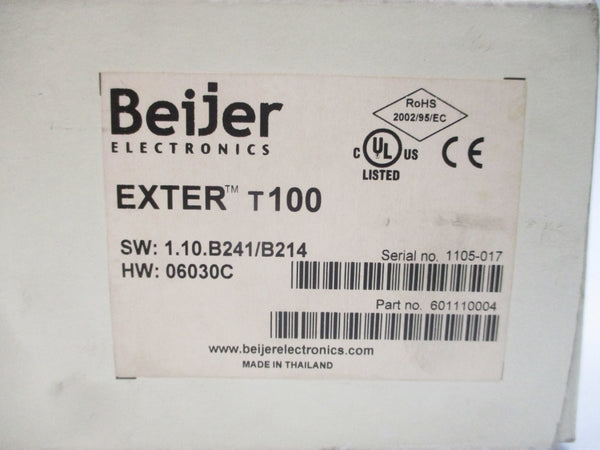 Beijer
ELECTRONICS
RoHS
2002/95/EC
C UL US
LISTED
CE
EXTER™ T100
SW: 1.10.B241/B214
HW: 06030C
Serial no. 1105-017
Part no. 601110004
www.beijerelectronics.com
MADE IN THAILAND